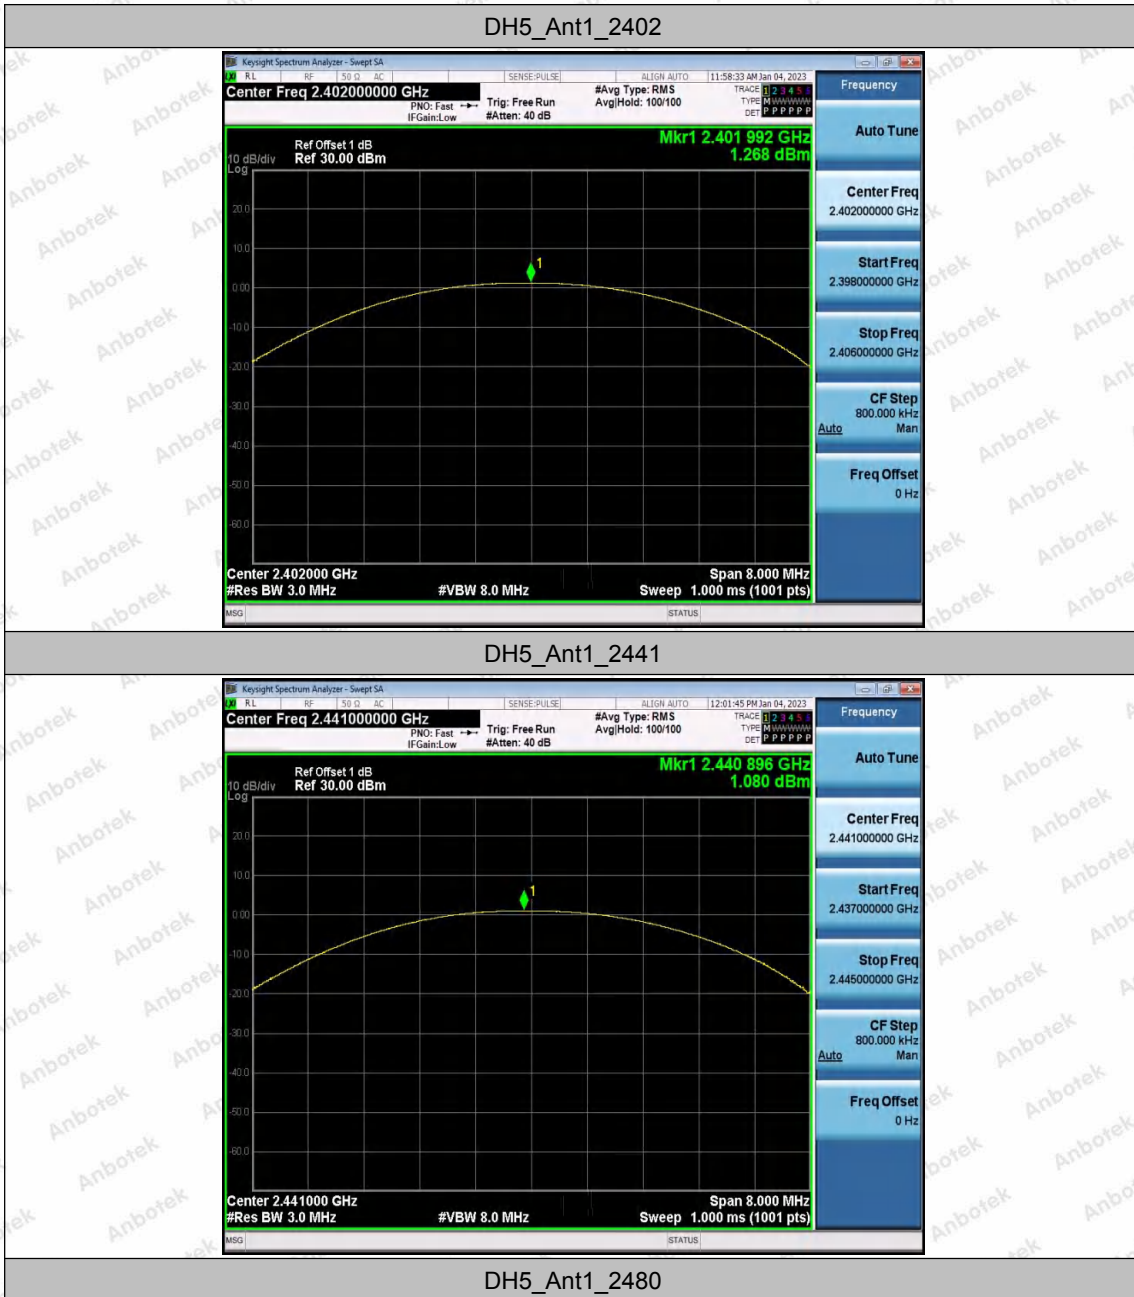 DH5_Ant1_2402
Keysight Spectrum Analyzer - Swept SA
RL RF 50 Ω AC SENSE:PULSE ALIGN AUTO 11:58:33 AM Jan 04, 2023
Center Freq 2.402000000 GHz
PNO: Fast
IFGain:Low
Trig: Free Run
#Atten: 40 dB
#Avg Type: RMS
Avg|Hold: 100/100
TRACE 1 2 3 4 5 6
TYPE M WWWWW
DET P P P P P P
Frequency
Ref Offset 1 dB
10 dB/div Ref 30.00 dBm
Log
Mkr1 2.401 992 GHz
1.268 dBm
20.0
10.0
0.00
-10.0
-20.0
-30.0
-40.0
-50.0
-60.0
1
Center 2.402000 GHz
#Res BW 3.0 MHz
#VBW 8.0 MHz
Span 8.000 MHz
Sweep 1.000 ms (1001 pts)
MSG
STATUS
Auto Tune
Center Freq
2.402000000 GHz
Start Freq
2.398000000 GHz
Stop Freq
2.406000000 GHz
CF Step
800.000 kHz
Auto Man
Freq Offset
0 Hz
DH5_Ant1_2441
Keysight Spectrum Analyzer - Swept SA
RL RF 50 Ω AC SENSE:PULSE ALIGN AUTO 12:01:45 PM Jan 04, 2023
Center Freq 2.441000000 GHz
PNO: Fast
IFGain:Low
Trig: Free Run
#Atten: 40 dB
#Avg Type: RMS
Avg|Hold: 100/100
TRACE 1 2 3 4 5 6
TYPE M WWWWW
DET P P P P P P
Frequency
Ref Offset 1 dB
10 dB/div Ref 30.00 dBm
Log
Mkr1 2.440 896 GHz
1.080 dBm
20.0
10.0
0.00
-10.0
-20.0
-30.0
-40.0
-50.0
-60.0
1
Center 2.441000 GHz
#Res BW 3.0 MHz
#VBW 8.0 MHz
Span 8.000 MHz
Sweep 1.000 ms (1001 pts)
MSG
STATUS
Auto Tune
Center Freq
2.441000000 GHz
Start Freq
2.437000000 GHz
Stop Freq
2.445000000 GHz
CF Step
800.000 kHz
Auto Man
Freq Offset
0 Hz
DH5_Ant1_2480
Anbotek